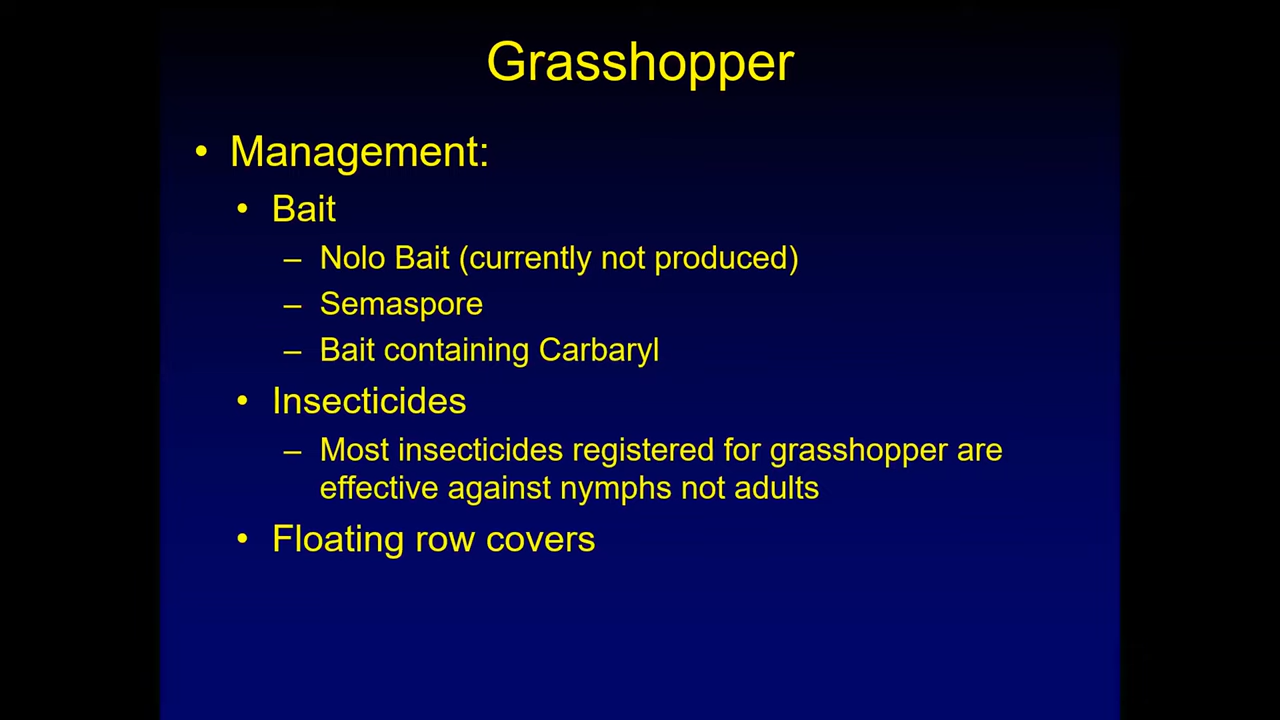 Grasshopper
• Management:
• Bait
– Nolo Bait (currently not produced)
– Semaspore
– Bait containing Carbaryl
• Insecticides
– Most insecticides registered for grasshopper are
effective against nymphs not adults
• Floating row covers